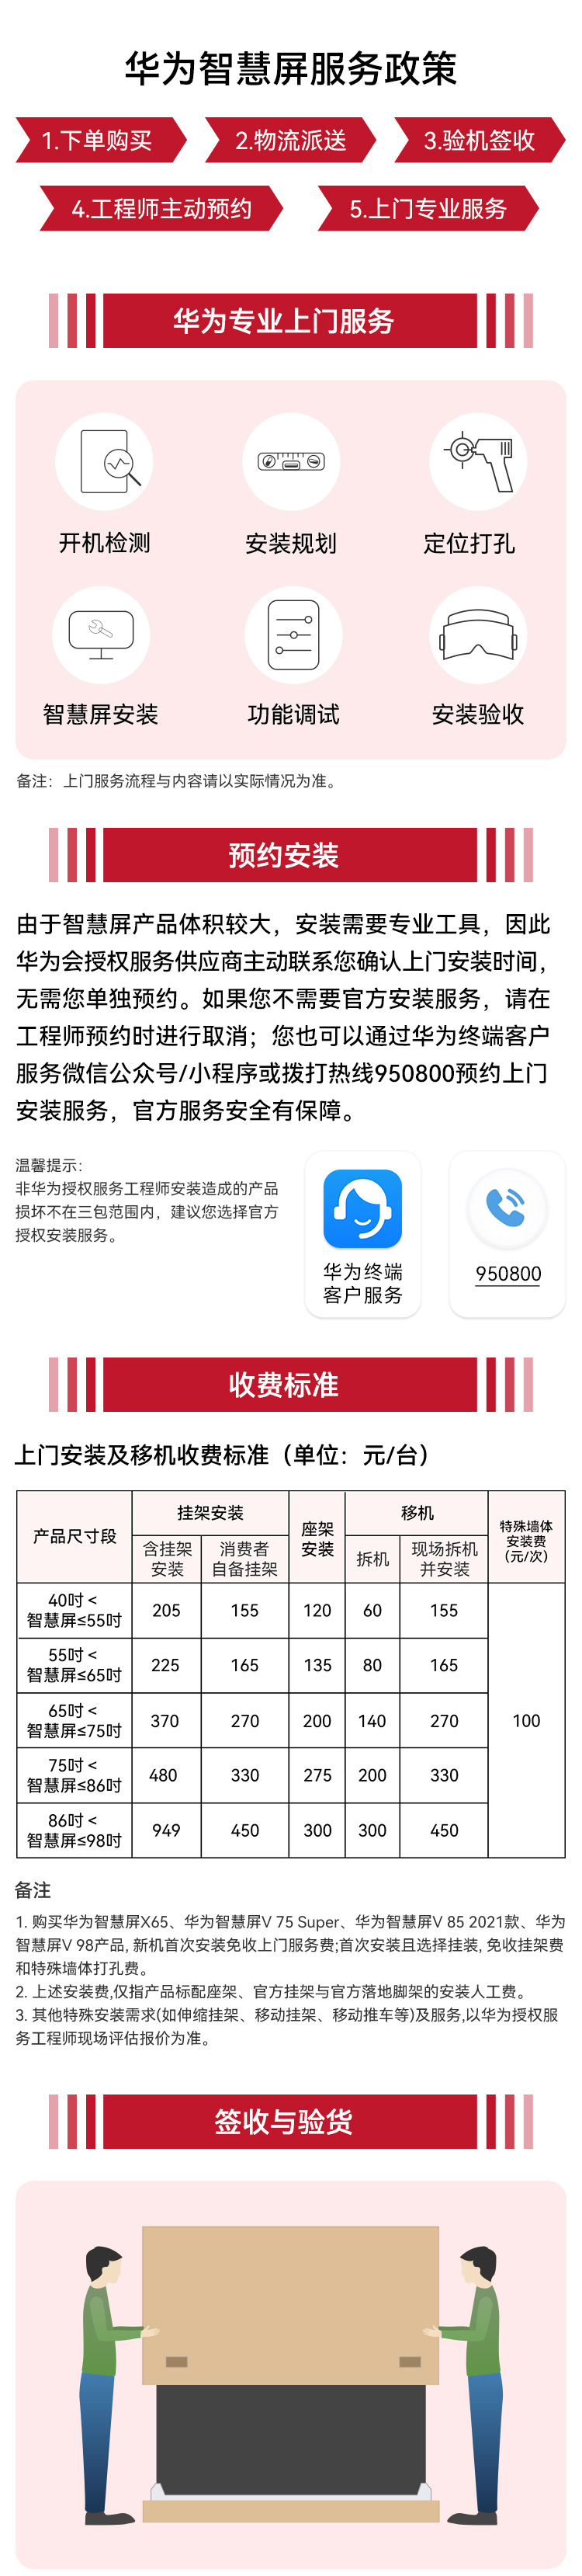 华为智慧屏服务政策
1.下单购买
2.物流派送
3.验机签收
4.工程师主动预约
5.上门专业服务
华为专业上门服务
开机检测
安装规划
定位打孔
智慧屏安装
功能调试
安装验收
备注：上门服务流程与内容请以实际情况为准。
预约安装
由于智慧屏产品体积较大，安装需要专业工具，因此
华为会授权服务供应商主动联系您确认上门安装时间，
无需您单独预约。如果您不需要官方安装服务，请在
工程师预约时进行取消；您也可以通过华为终端客户
服务微信公众号/小程序或拨打热线950800预约上门
安装服务，官方服务安全有保障。
温馨提示：
非华为授权服务工程师安装造成的产品
损坏不在三包范围内，建议您选择官方
授权安装服务。
华为终端
客户服务
950800
收费标准
上门安装及移机收费标准（单位：元/台）
产品尺寸段
挂架安装
含挂架
安装
消费者
自备挂架
座架
安装
移机
拆机
现场拆机
并安装
特殊墙体
安装费
(元/次)
40吋 <
智慧屏≤55吋
205
155
120
60
155
55吋 <
智慧屏≤65吋
225
165
135
80
165
65吋 <
智慧屏≤75吋
370
270
200
140
270
100
75吋 <
智慧屏≤86吋
480
330
275
200
330
86吋 <
智慧屏≤98吋
949
450
300
300
450
备注
1. 购买华为智慧屏X65、华为智慧屏V 75 Super、华为智慧屏V 85 2021款、华为
智慧屏V 98产品, 新机首次安装免收上门服务费;首次安装且选择挂装, 免收挂架费
和特殊墙体打孔费。
2. 上述安装费,仅指产品标配座架、官方挂架与官方落地脚架的安装人工费。
3. 其他特殊安装需求(如伸缩挂架、移动挂架、移动推车等)及服务,以华为授权服
务工程师现场评估报价为准。
签收与验货